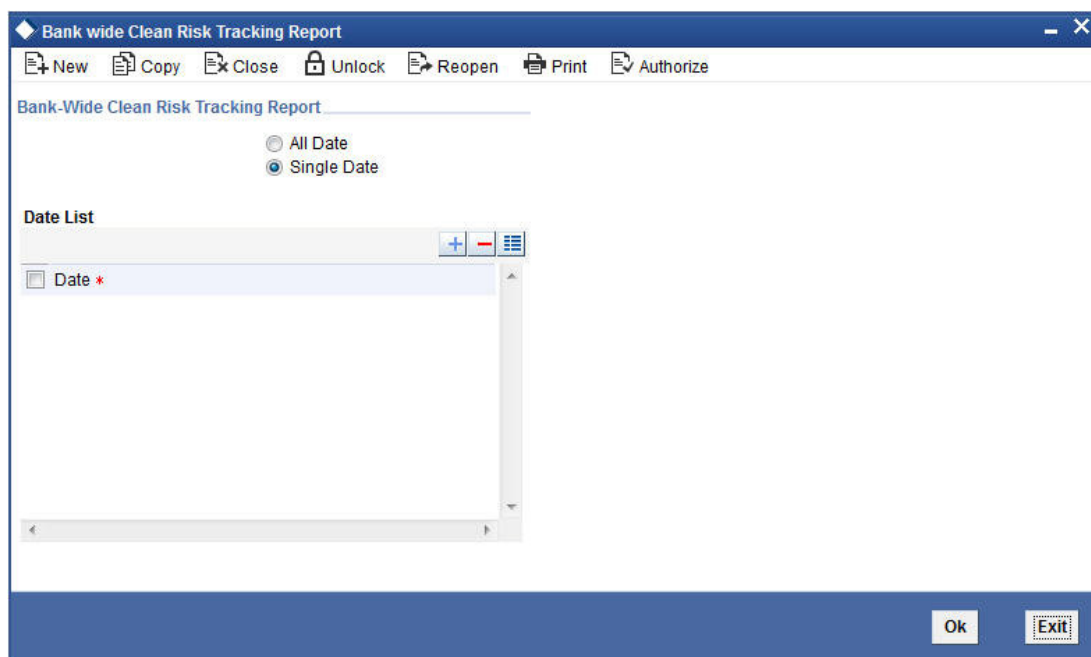 Bank wide Clean Risk Tracking Report
New Copy Close Unlock Reopen Print Authorize
Bank-Wide Clean Risk Tracking Report
All Date
Single Date
Date List
Date *
Ok Exit